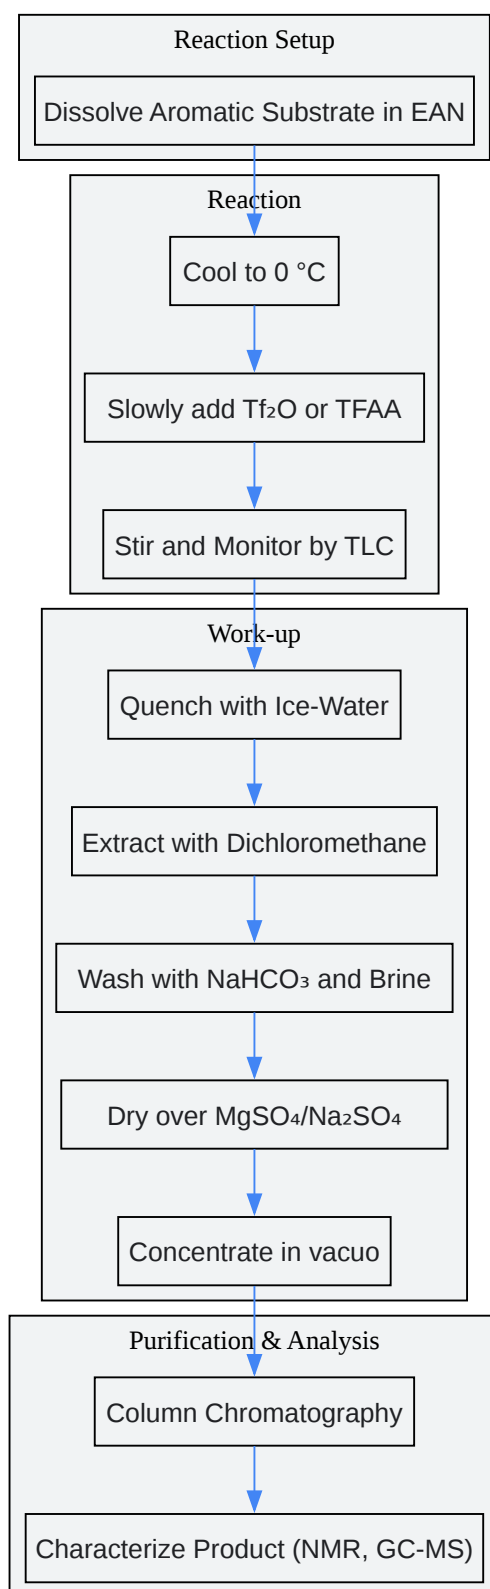 Reaction Setup
Dissolve Aromatic Substrate in EAN
Reaction
Cool to 0 °C
Slowly add Tf₂O or TFAA
Stir and Monitor by TLC
Work-up
Quench with Ice-Water
Extract with Dichloromethane
Wash with NaHCO₃ and Brine
Dry over MgSO₄/Na₂SO₄
Concentrate in vacuo
Purification & Analysis
Column Chromatography
Characterize Product (NMR, GC-MS)